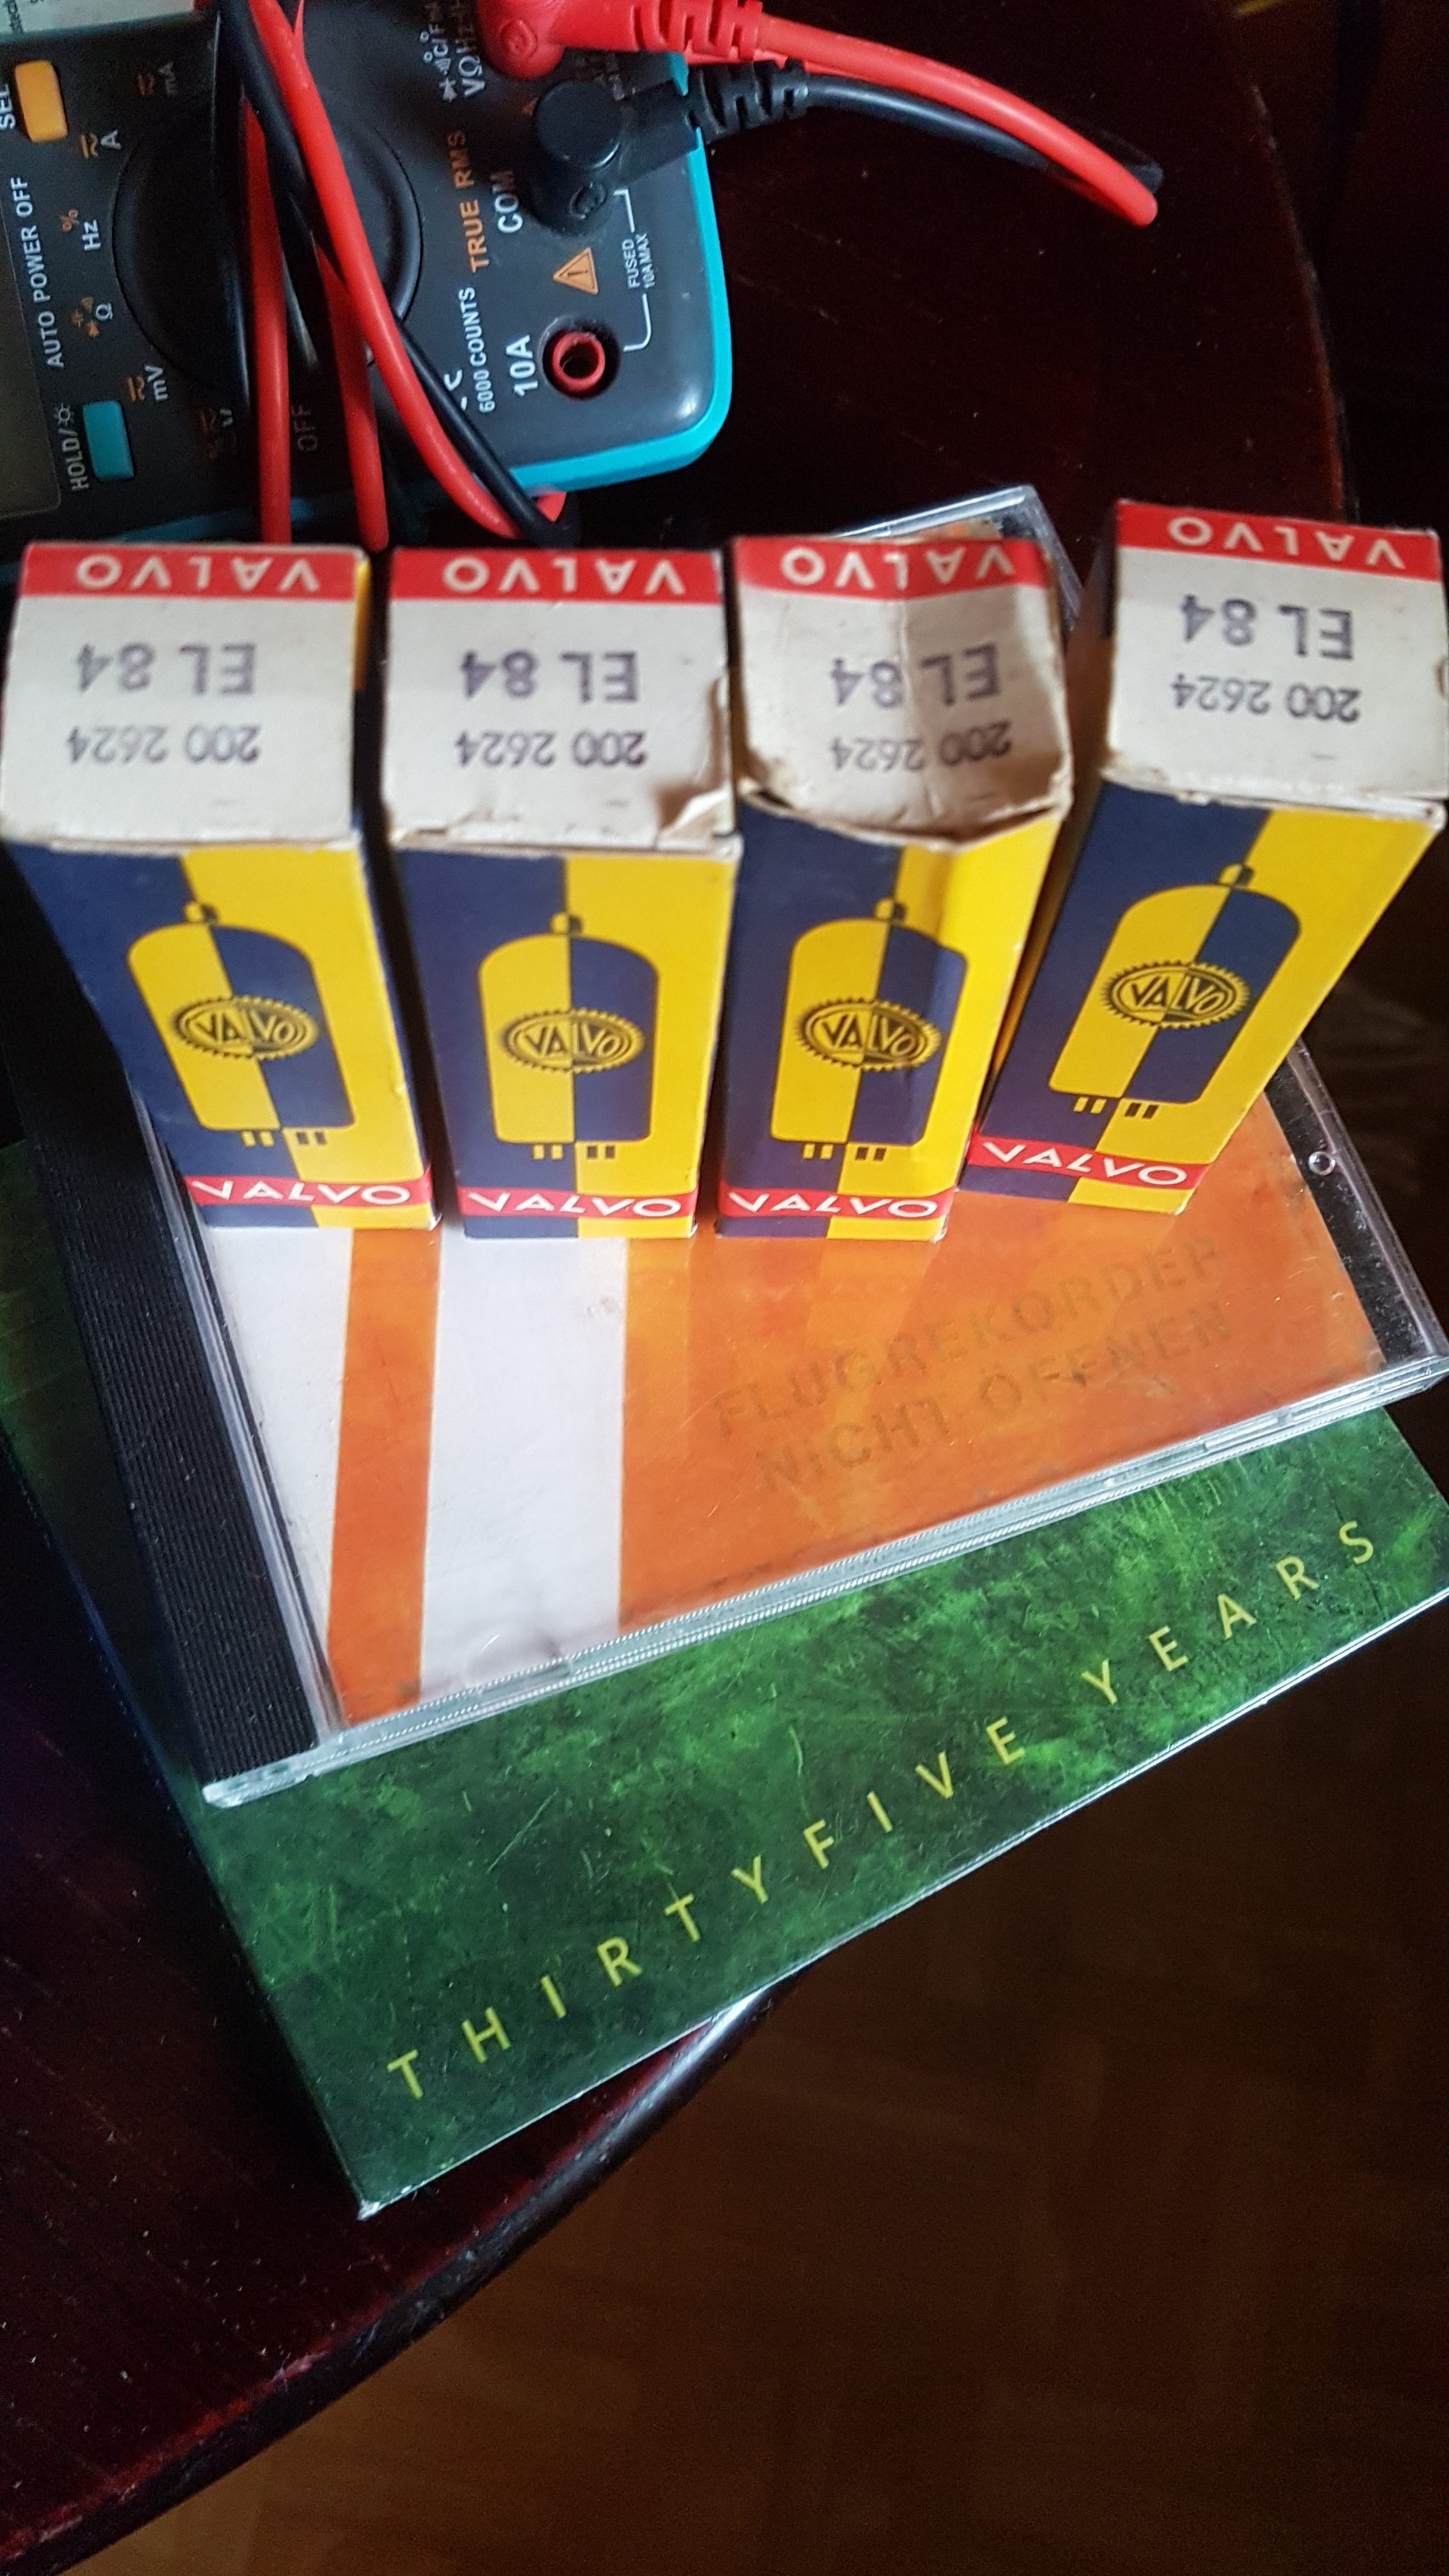 SEL
A
mA
VΩHz
AUTO POWER OFF
Hz %
Ω
mV
HOLD/
OFF
TRUE RMS
COM
6000 COUNTS
10A
FUSED
10A MAX
VALVO
EL 84
200 2624
VALVO
EL 84
200 2624
VALVO
EL 84
200 2624
VALVO
EL 84
200 2624
VALVO
VALVO
VALVO
VALVO
VALVO
VALVO
VALVO
VALVO
FLUGREKORDER
NICHT ÖFFNEN
THIRTYFIVE YEARS